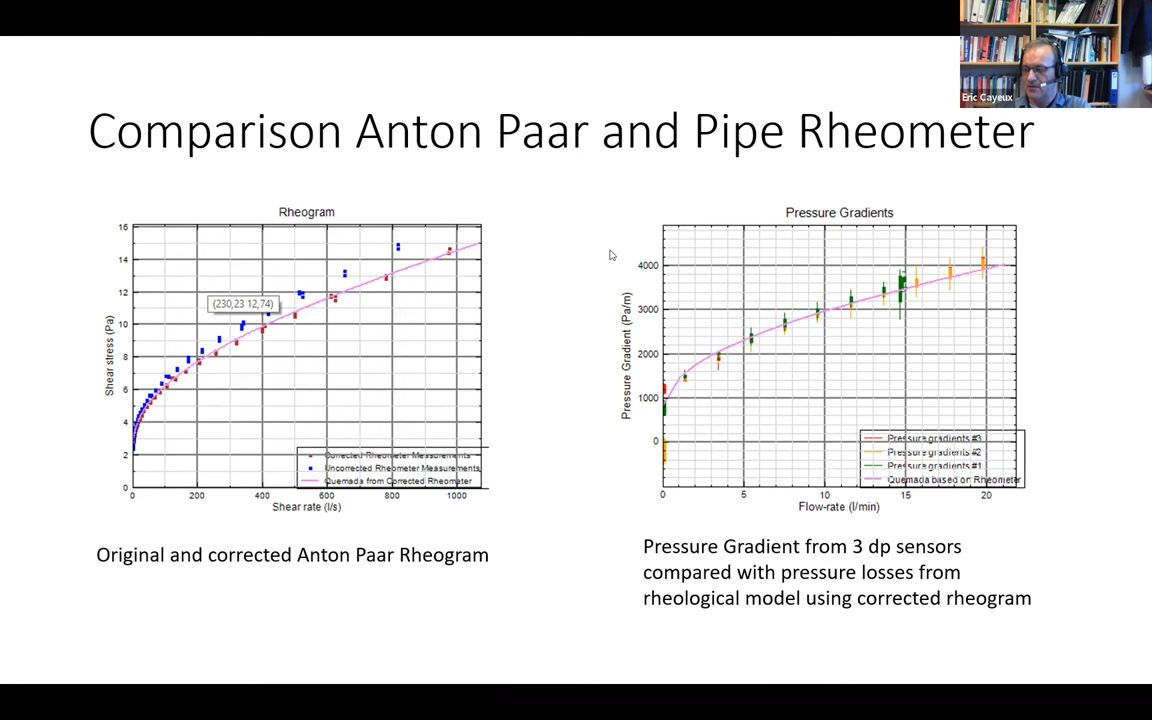 Eric Cayeux
Comparison Anton Paar and Pipe Rheometer
Rheogram
16
14
12
10
8
6
4
2
0
Shear stress (Pa)
(230,23 12,74)
Corrected Rheometer Measurements
Uncorrected Rheometer Measurements
Quemada from Corrected Rheometer
0 200 400 600 800 1000
Shear rate (l/s)
Original and corrected Anton Paar Rheogram
Pressure Gradients
4000
3000
2000
1000
0
Pressure Gradient (Pa/m)
Pressure gradients #3
Pressure gradients #2
Pressure gradients #1
Quemada based on Rheometer
0 5 10 15 20
Flow-rate (l/min)
Pressure Gradient from 3 dp sensors
compared with pressure losses from
rheological model using corrected rheogram